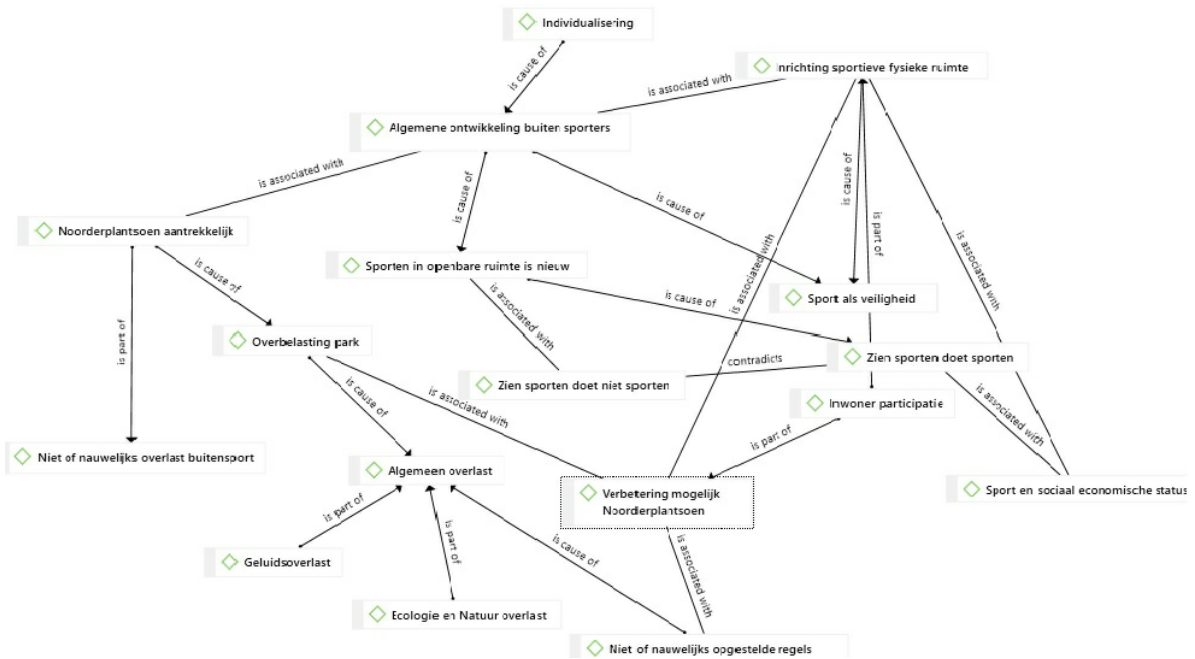 Individualisering
is cause of
Inrichting sportieve fysieke ruimte
is associated with
Algemene ontwikkeling buiten sporters
is associated with
is cause of
is cause of
is cause of
is part of
is associated with
is associated with
Noorderplantsoen aantrekkelijk
Sporten in openbare ruimte is nieuw
is cause of
is part of
is associated with
is cause of
Sport als veiligheid
Overbelasting park
Zien sporten doet sporten
contradicts
Zien sporten doet niet sporten
is cause of
is associated with
is associated with
Inwoner participatie
is part of
Niet of nauwelijks overlast buitensport
Algemeen overlast
Verbetering mogelijk
Noorderplantsoen
Sport en sociaal economische status
is part of
is part of
is cause of
is associated with
Geluidsoverlast
Ecologie en Natuur overlast
Niet of nauwelijks opgestelde regels